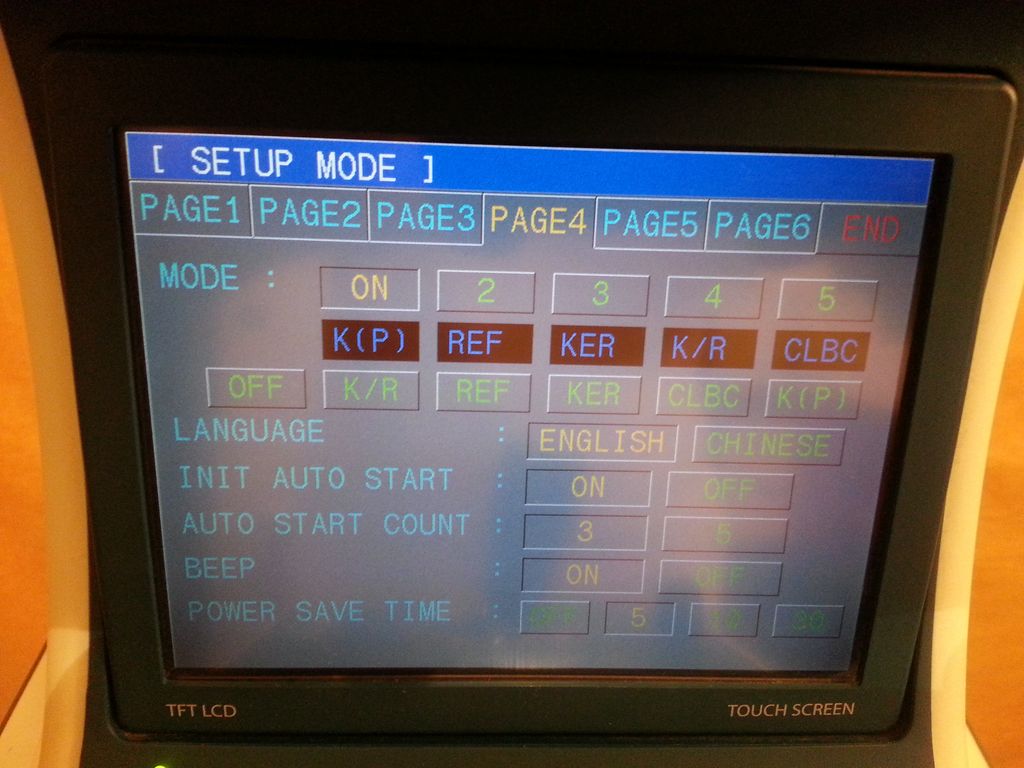 [ SETUP MODE ]
PAGE1 PAGE2 PAGE3 PAGE4 PAGE5 PAGE6 END
MODE : ON 2 3 4 5
K(P) REF KER K/R CLBC
OFF K/R REF KER CLBC K(P)
LANGUAGE : ENGLISH CHINESE
INIT AUTO START : ON OFF
AUTO START COUNT : 3 5
BEEP : ON OFF
POWER SAVE TIME : OFF 5
TFT LCD TOUCH SCREEN